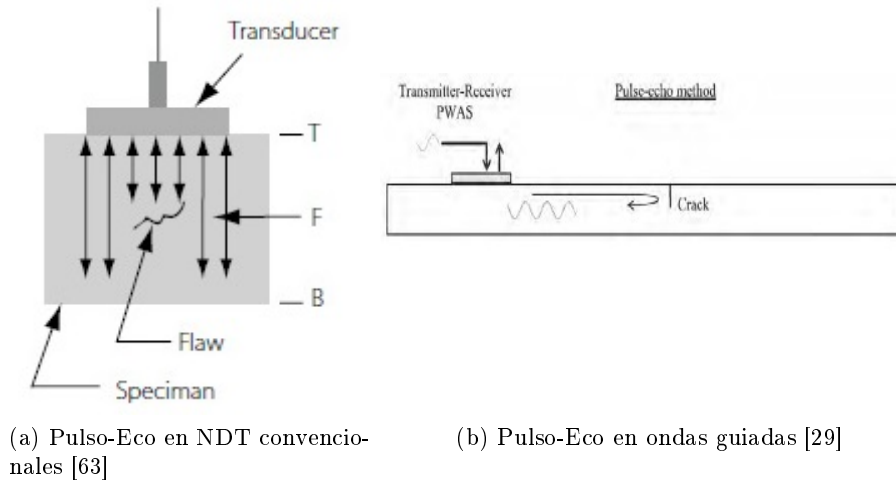 Transducer
T
F
B
Flaw
Speciman
Transmitter-Receiver
PWAS
Pulse-echo method
Crack
(a) Pulso-Eco en NDT convencio-
nales [63]
(b) Pulso-Eco en ondas guiadas [29]